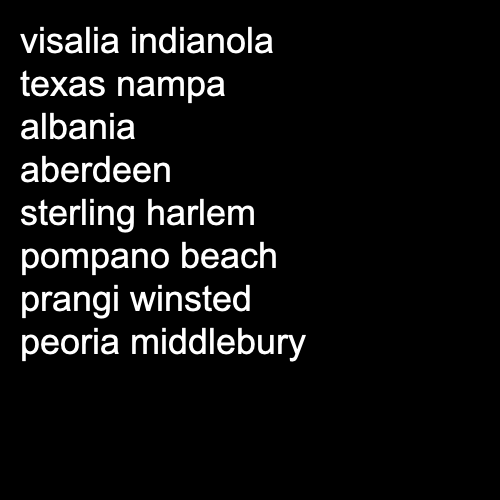 visalia indianola
texas nampa
albania
aberdeen
sterling harlem
pompano beach
prangi winsted
peoria middlebury